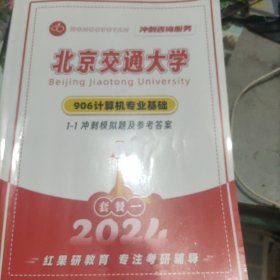 HONGGUOYAN
冲刺咨询服务
北京交通大学
Beijing Jiaotong University
906计算机专业基础
1-1 冲刺模拟题及参考答案
套餐一
2024
红果研教育 专注考研辅导